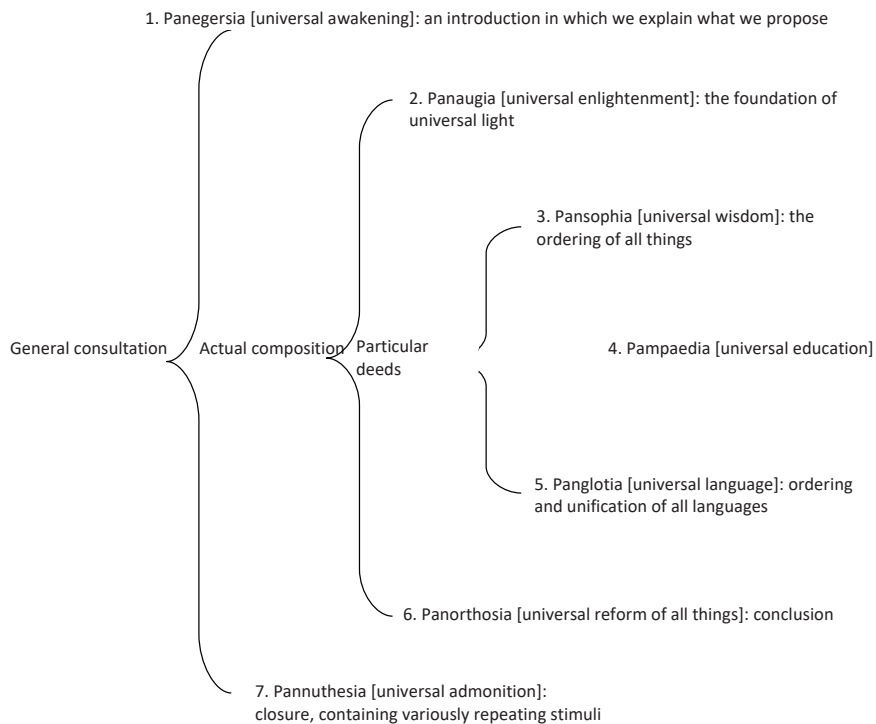 1. Panegersia [universal awakening]: an introduction in which we explain what we propose
2. Panaugia [universal enlightenment]: the foundation of
universal light
3. Pansophia [universal wisdom]: the
ordering of all things
General consultation
Actual composition
Particular
deeds
4. Pampaedia [universal education]
5. Panglotia [universal language]: ordering
and unification of all languages
6. Panorthosia [universal reform of all things]: conclusion
7. Pannuthesia [universal admonition]:
closure, containing variously repeating stimuli